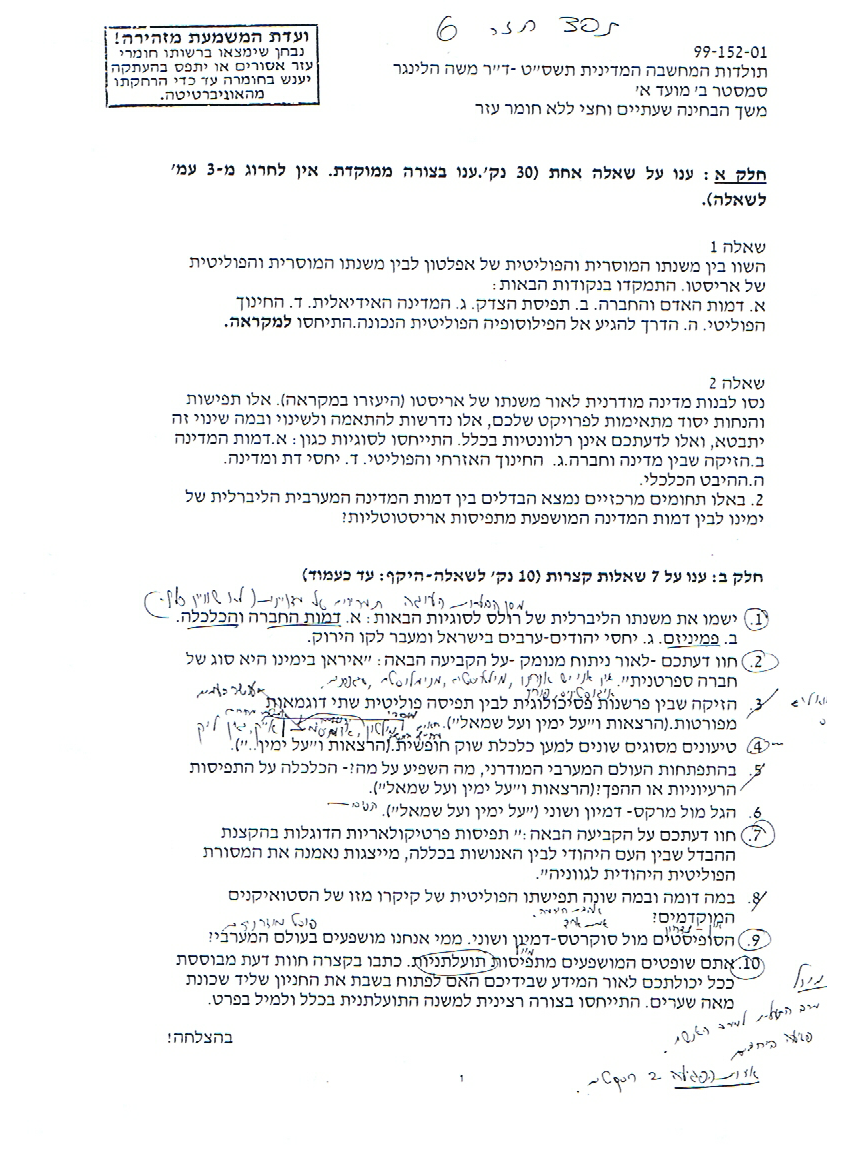 ועדת המשמעת מזהירה!
נבחן שימצאו ברשותו חומרי
עזר אסורים או יתפס בהעתקה
יענש בחומרה עד כדי הרחקתו
מהאוניברסיטה.
6
99-152-01
תולדות המחשבה המדינית תשס"ט -ד"ר משה הלינגר
סמסטר ב' מועד א'
משך הבחינה שעתיים וחצי ללא חומר עזר
חלק א : ענו על שאלה אחת (30 נק'.ענו בצורה ממוקדת. אין לחרוג מ-3 עמ'
לשאלה).
שאלה 1
השוו בין משנתו המוסרית והפוליטית של אפלטון לבין משנתו המוסרית והפוליטית
של אריסטו. התמקדו בנקודות הבאות:
א. דמות האדם והחברה. ב. תפיסת הצדק. ג. המדינה האידיאלית. ד. החינוך
הפוליטי. ה. הדרך להגיע אל הפילוסופיה הפוליטית הנכונה.התיחסו למקראה.
שאלה 2
נסו לבנות מדינה מודרנית לאור משנתו של אריסטו (היעזרו במקראה). אלו תפישות
והנחות יסוד מתאימות לפרויקט שלכם, אלו נדרשות להתאמה ולשינוי ובמה שינוי זה
יתבטא, ואלו לדעתכם אינן רלוונטיות בכלל. התייחסו לסוגיות כגון: א.דמות המדינה
ב.הזיקה שבין מדינה וחברה.ג. החינוך האזרחי והפוליטי. ד. יחסי דת ומדינה.
ה.ההיבט הכלכלי.
2. באלו תחומים מרכזיים נמצא הבדלים בין דמות המדינה המערבית הליברלית של
ימינו לבין דמות המדינה המושפעת מתפיסות אריסטוטליות?
חלק ב: ענו על 7 שאלות קצרות (10 נק' לשאלה-היקף: עד כעמוד)
1. ישמו את משנתו הליברלית של רולס לסוגיות הבאות: א. דמות החברה והכלכלה.
ב. פמיניזם. ג. יחסי יהודים-ערבים בישראל ומעבר לקו הירוק.
2. חוו דעתכם -לאור ניתוח מנומק -על הקביעה הבאה: "איראן בימינו היא סוג של
חברה ספרטנית".
3. הזיקה שבין פרשנות פסיכולוגית לבין תפיסה פוליטית שתי דוגמאות
מפורטות.(הרצאות ו"על ימין ועל שמאל").
4. טיעונים מסוגים שונים למען כלכלת שוק חופשית.(הרצאות ו"על ימין..").
5. בהתפתחות העולם המערבי המודרני, מה השפיע על מה?- הכלכלה על התפיסות
הרעיוניות או ההפך?(הרצאות ו"על ימין ועל שמאל").
6. הגל מול מרקס- דמיון ושוני ("על ימין ועל שמאל").
7. חוו דעתכם על הקביעה הבאה:" תפיסות פרטיקולאריות הדוגלות בהקצנת
ההבדל שבין העם היהודי לבין האנושות בכללה, מייצגות נאמנה את המסורת
הפוליטית היהודית לגווניה".
8. במה דומה ובמה שונה תפישתו הפוליטית של קיקרו מזו של הסטואיקנים
המוקדמים?
9. הסופיסטים מול סוקרטס-דמיון ושוני. ממי אנחנו מושפעים בעולם המערבי?
10. אתם שופטים המושפעים מתפיסות תועלתניות. כתבו בקצרה חוות דעת מבוססת
ככל יכולתכם לאור המידע שבידיכם האם לפתוח בשבת את החניון שליד שכונת
מאה שערים. התייחסו בצורה רצינית למשנה התועלתנית בכלל ולמיל בפרט.
בהצלחה!
1